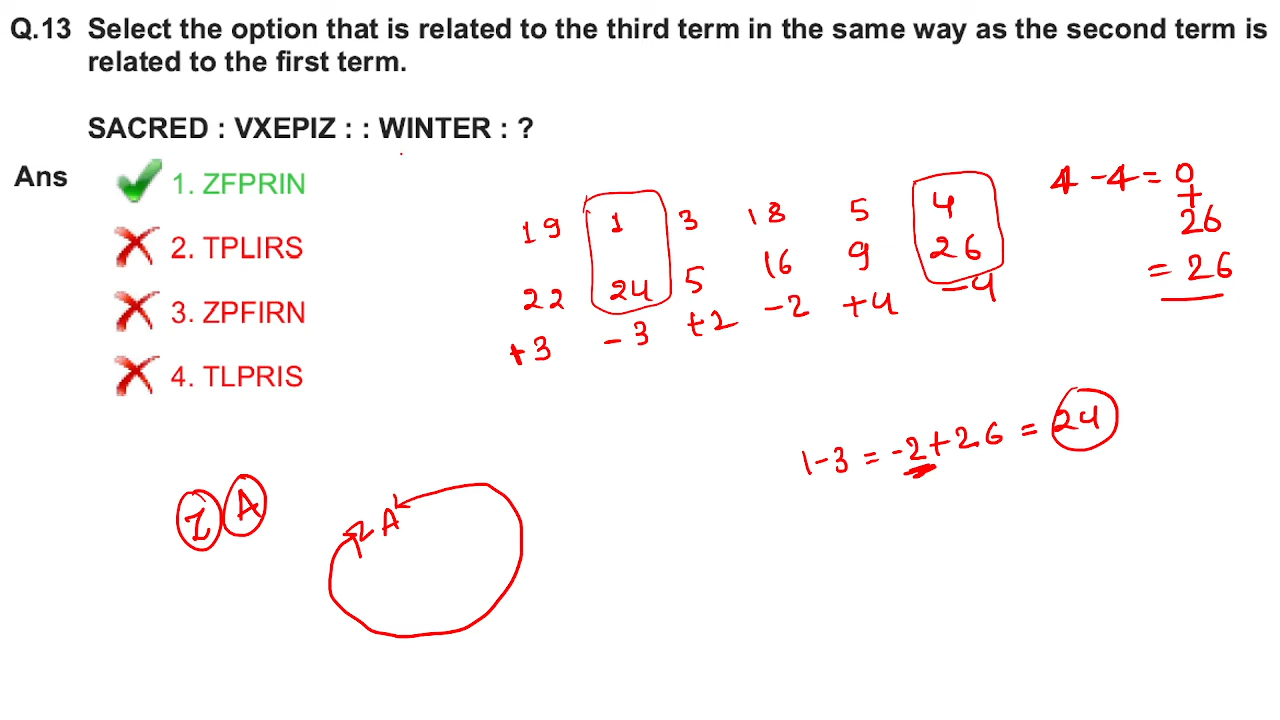 Q.13 Select the option that is related to the third term in the same way as the second term is
related to the first term.
SACRED : VXEPIZ : : WINTER : ?
Ans
1. ZFPRIN
2. TPLIRS
3. ZPFIRN
4. TLPRIS
19 1 3 18 5 4
22 24 5 16 9 26
+3 -3 +2 -2 +4 -4
4 -4 = 0
+
26
= 26
1-3 = -2+26 = 24
Z A
Z A